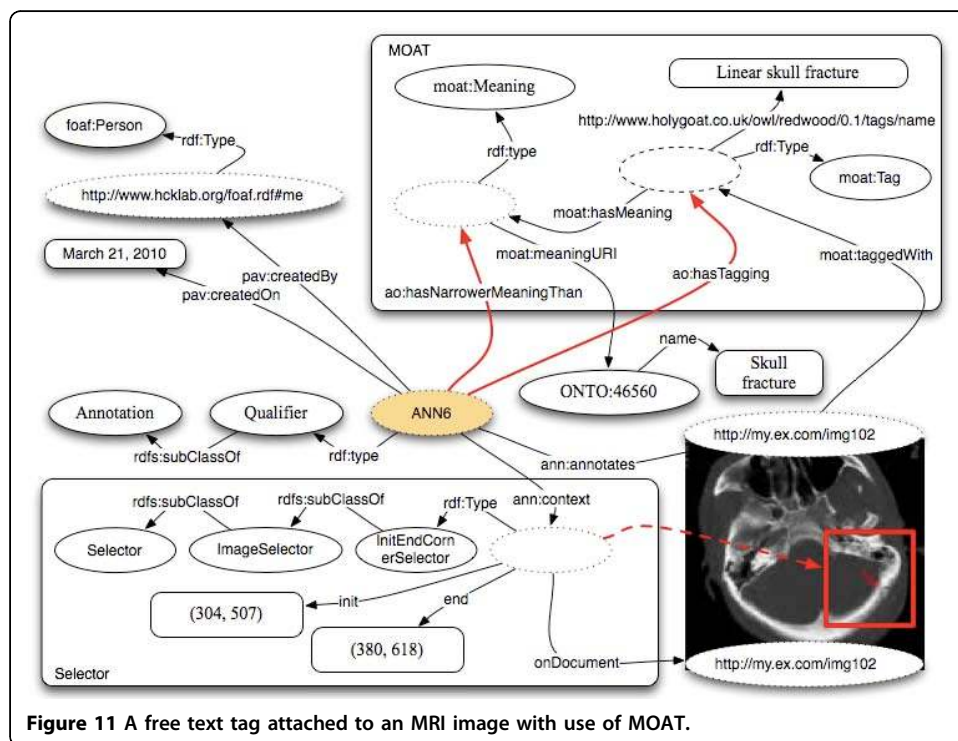 MOAT
moat:Meaning
Linear skull fracture
http://www.holygoat.co.uk/owl/redwood/0.1/tags/name
foaf:Person
rdf:Type
rdf:type
rdf:Type
moat:Tag
http://www.hcklab.org/foaf.rdf#me
moat:hasMeaning
March 21, 2010
moat:meaningURI
moat:taggedWith
pav:createdBy
pav:createdOn
ao:hasTagging
ao:hasNarrowerMeaningThan
name
Skull
fracture
ONTO:46560
Annotation
Qualifier
ANN6
rdfs:subClassOf
rdf:type
ann:annotates
http://my.ex.com/img102
ann:context
rdfs:subClassOf
rdfs:subClassOf
rdf:Type
Selector
ImageSelector
InitEndCorn
erSelector
(304, 507)
init
end
(380, 618)
onDocument
http://my.ex.com/img102
Selector
Figure 11 A free text tag attached to an MRI image with use of MOAT.